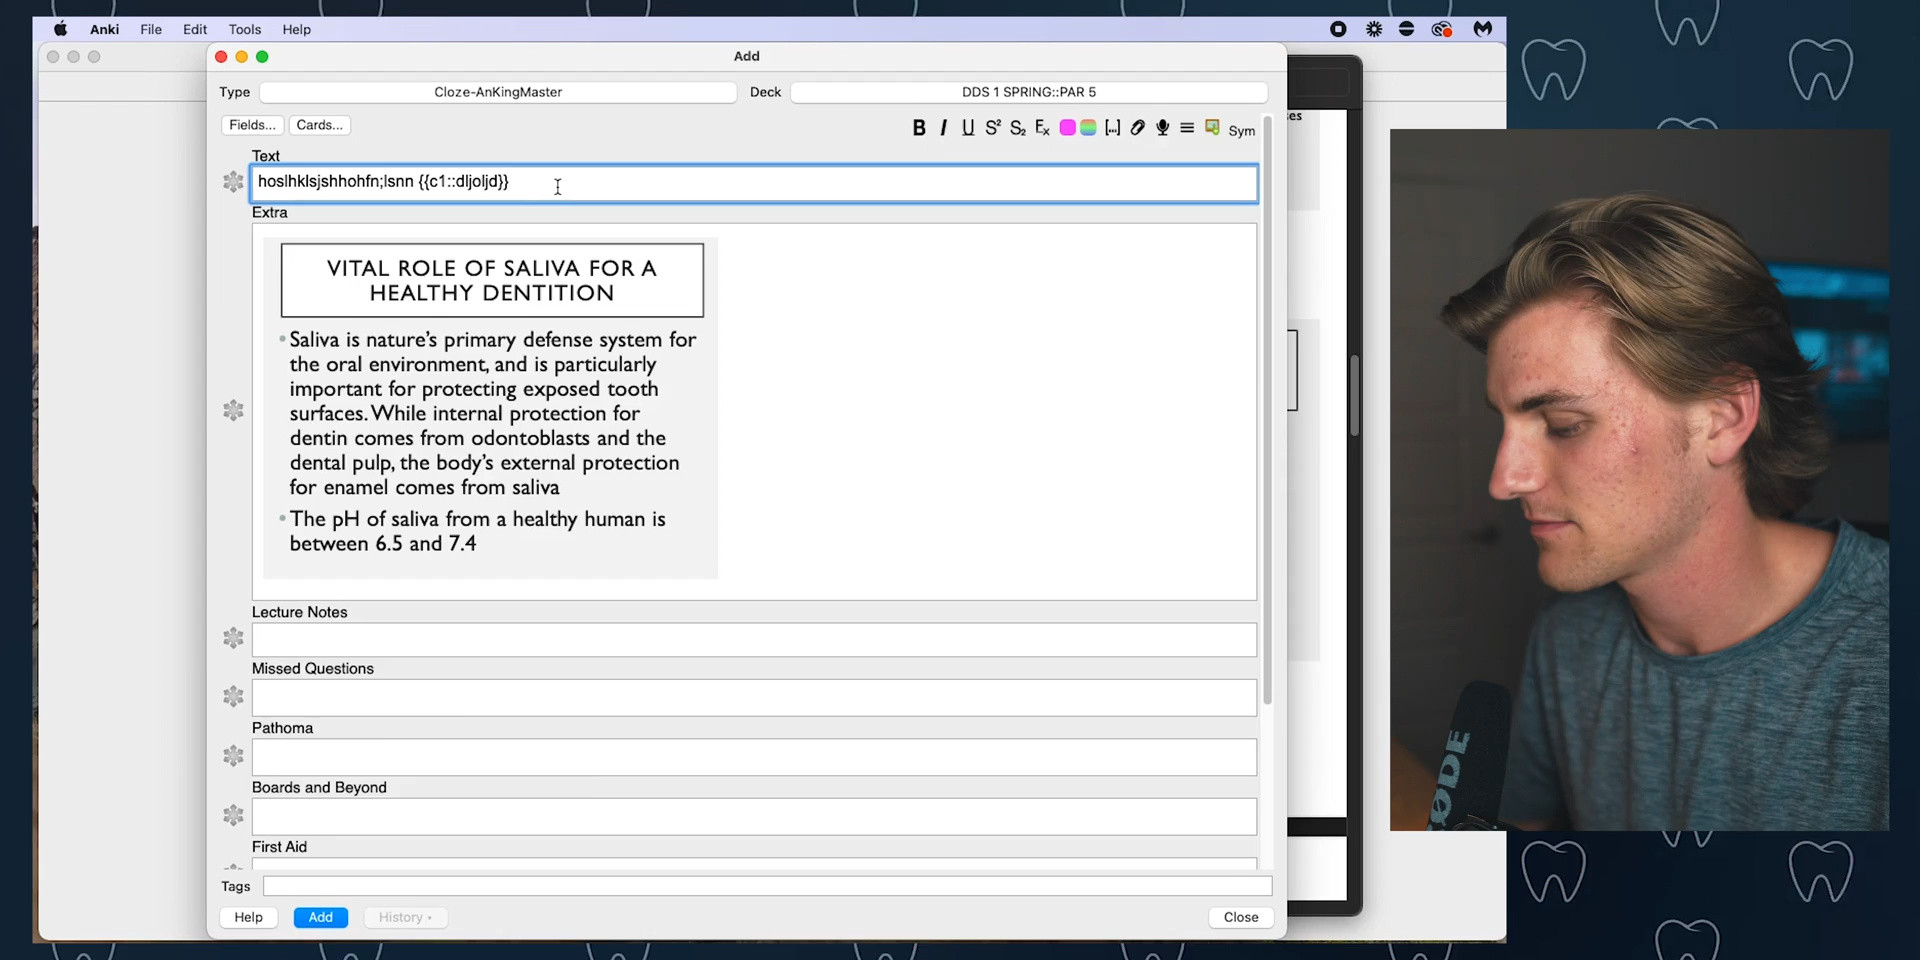 Anki File Edit Tools Help
Add
Type Cloze-AnKingMaster Deck DDS 1 SPRING::PAR 5
Fields... Cards... B I U S² S₂ Ex [...] Sym
Text
hoslhklsjshhohfn;lsnn {{c1::dljoljd}}
Extra
VITAL ROLE OF SALIVA FOR A
HEALTHY DENTITION
•Saliva is nature's primary defense system for
the oral environment, and is particularly
important for protecting exposed tooth
surfaces. While internal protection for
dentin comes from odontoblasts and the
dental pulp, the body's external protection
for enamel comes from saliva
•The pH of saliva from a healthy human is
between 6.5 and 7.4
Lecture Notes
Missed Questions
Pathoma
Boards and Beyond
First Aid
Tags
Help Add History Close
es
RØDE